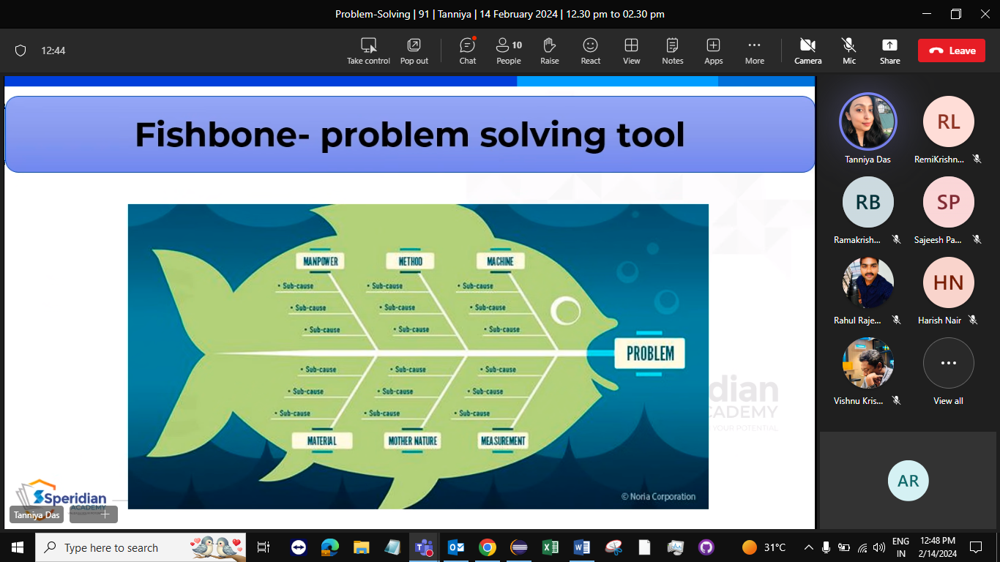 Problem-Solving | 91 | Tanniya | 14 February 2024 | 12.30 pm to 02.30 pm
12:44
Take control
Pop out
Chat
10
People
Raise
React
View
Notes
Apps
More
Camera
Mic
Share
Leave
Fishbone- problem solving tool
MANPOWER
METHOD
MACHINE
• Sub-cause
• Sub-cause
• Sub-cause
• Sub-cause
• Sub-cause
• Sub-cause
• Sub-cause
• Sub-cause
• Sub-cause
PROBLEM
• Sub-cause
• Sub-cause
• Sub-cause
• Sub-cause
• Sub-cause
• Sub-cause
• Sub-cause
• Sub-cause
• Sub-cause
MATERIAL
MOTHER NATURE
MEASUREMENT
© Noria Corporation
dian
CADEMY
YOUR POTENTIAL
Speridian
ACADEMY
Tanniya Das
Tanniya Das
RL
RemiKrishn...
RB
Ramakrish...
SP
Sajeesh Pa...
Rahul Raje...
HN
Harish Nair
Vishnu Kris...
View all
AR
Type here to search
31°C
ENG
IN
12:48 PM
2/14/2024